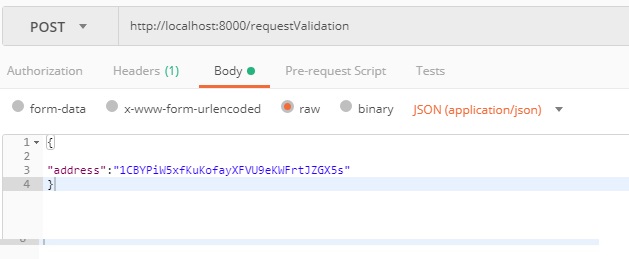 POST http://localhost:8000/requestValidation
Authorization Headers (1) Body Pre-request Script Tests
form-data x-www-form-urlencoded raw binary JSON (application/json)
1 {
2
3 "address":"1CBYPiW5xfKuKofayXFVU9eKWFrtJZGX5s"
4 }